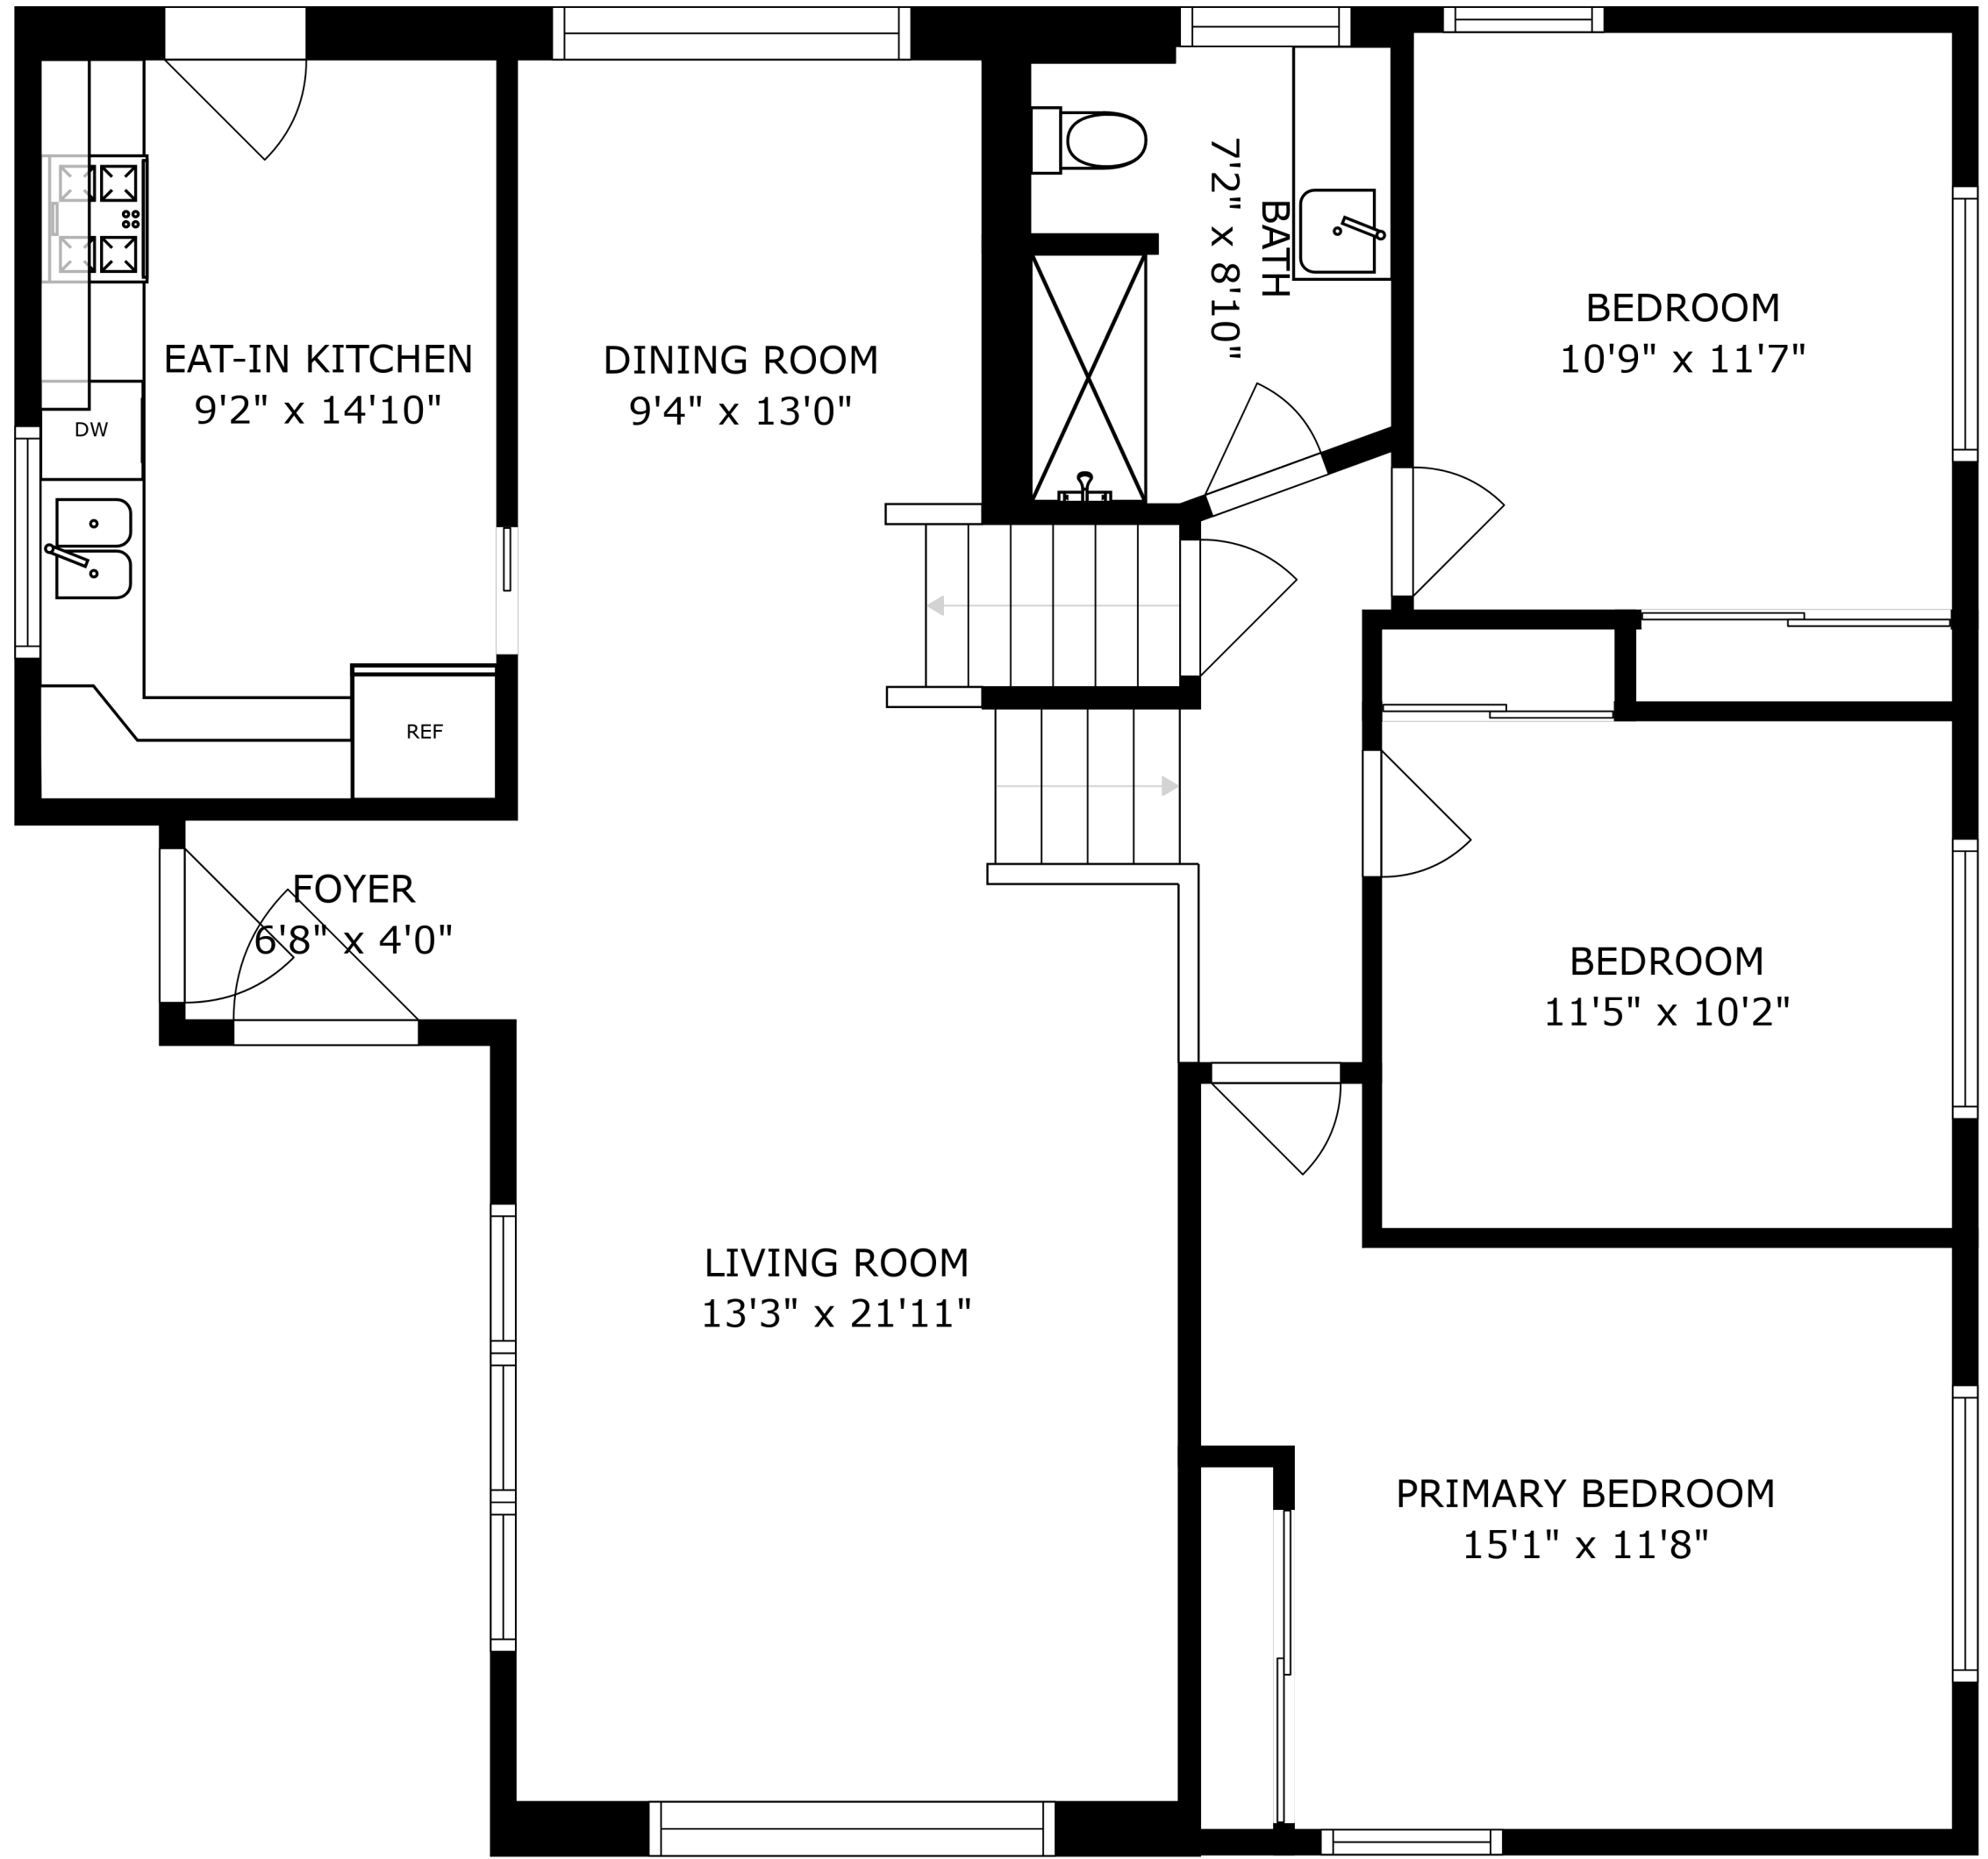 EAT-IN KITCHEN
9'2" x 14'10"
DW
REF
DINING ROOM
9'4" x 13'0"
BATH
7'2" x 8'10"
BEDROOM
10'9" x 11'7"
FOYER
6'8" x 4'0"
BEDROOM
11'5" x 10'2"
LIVING ROOM
13'3" x 21'11"
PRIMARY BEDROOM
15'1" x 11'8"